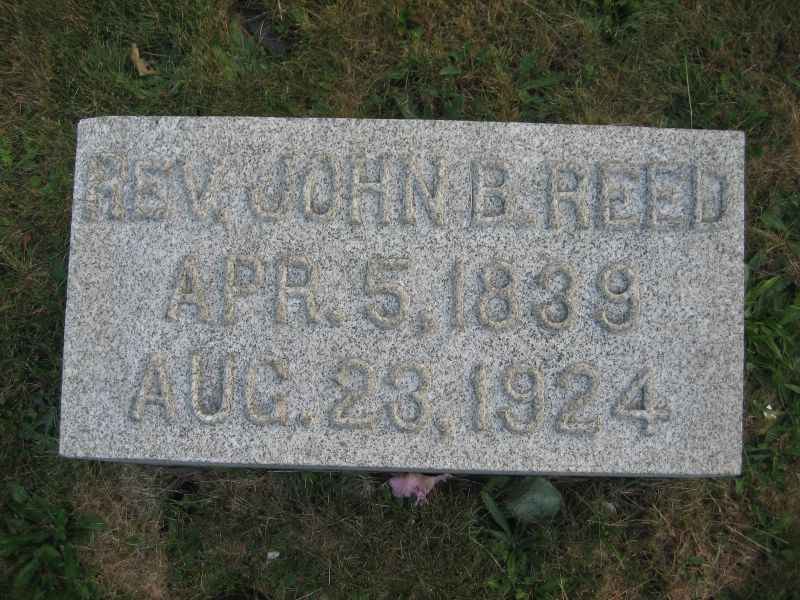 REV. JOHN B. REED
APR. 5, 1839
AUG. 23, 1924